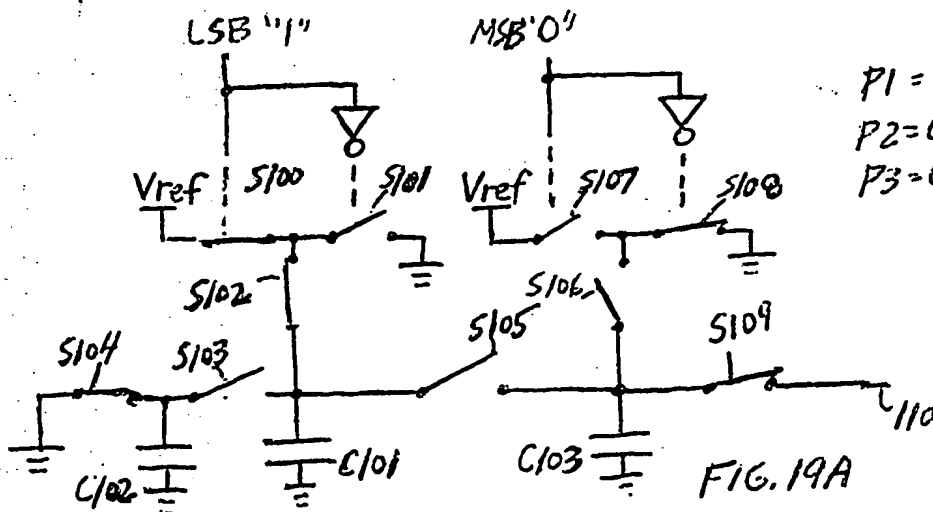 LSB "1"
MSB "0"
P1 =
P2=
P3=
Vref
S100
S101
Vref
S107
S108
S102
S106
S105
S109
S104
S103
110
C102
C101
C103
FIG. 19A